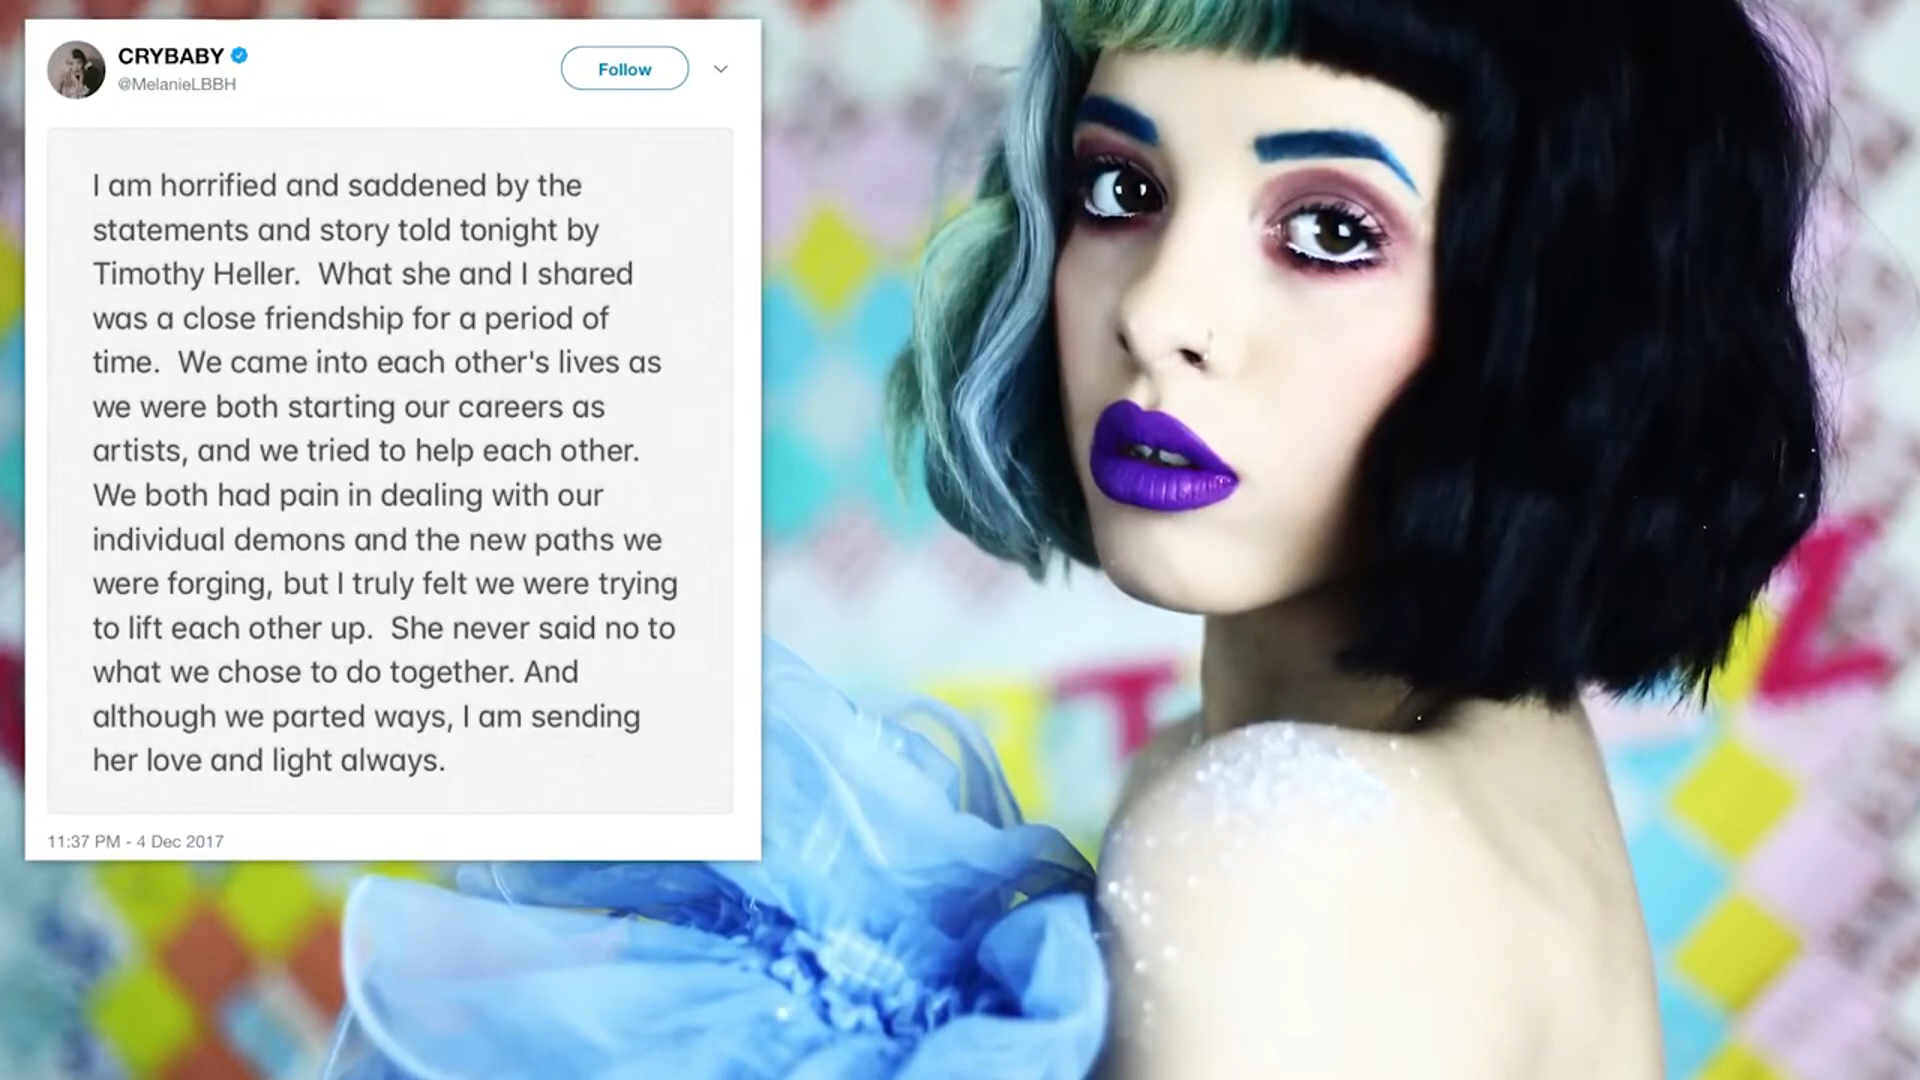 CRYBABY
@MelanieLBBH
Follow
I am horrified and saddened by the
statements and story told tonight by
Timothy Heller.  What she and I shared
was a close friendship for a period of
time.  We came into each other's lives as
we were both starting our careers as
artists, and we tried to help each other.
We both had pain in dealing with our
individual demons and the new paths we
were forging, but I truly felt we were trying
to lift each other up.  She never said no to
what we chose to do together. And
although we parted ways, I am sending
her love and light always.
11:37 PM - 4 Dec 2017